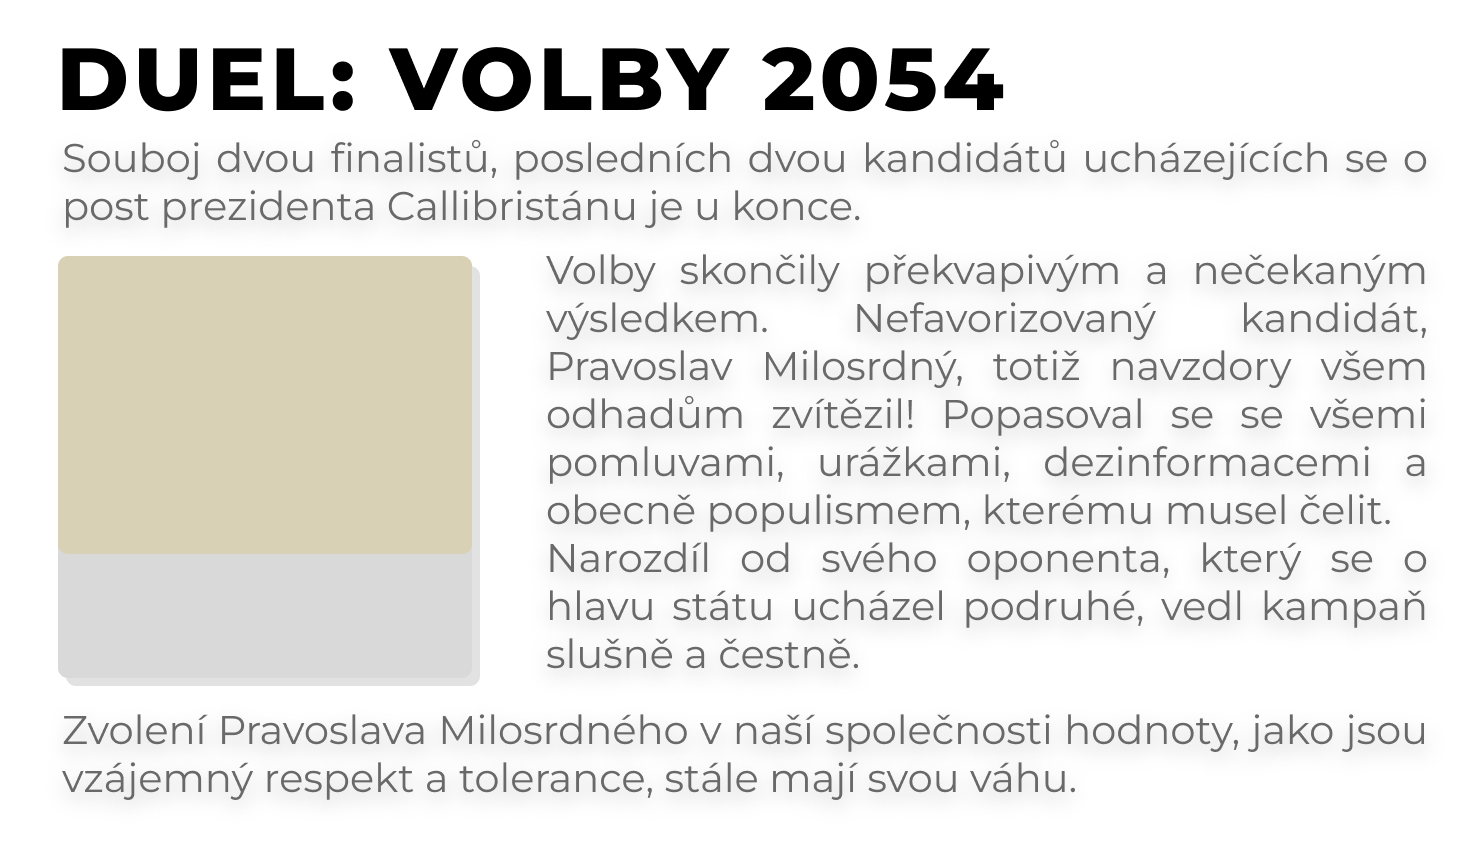 DUEL: VOLBY 2054
Souboj dvou finalistů, posledních dvou kandidátů ucházejících se o
post prezidenta Callibristánu je u konce.
Volby skončily překvapivým a nečekaným
výsledkem. Nefavorizovaný kandidát,
Pravoslav Milosrdný, totiž navzdory všem
odhadům zvítězil! Popasoval se se všemi
pomluvami, urážkami, dezinformacemi a
obecně populismem, kterému musel čelit.
Narozdíl od svého oponenta, který se o
hlavu státu ucházel podruhé, vedl kampaň
slušně a čestně.
Zvolení Pravoslava Milosrdného v naší společnosti hodnoty, jako jsou
vzájemný respekt a tolerance, stále mají svou váhu.